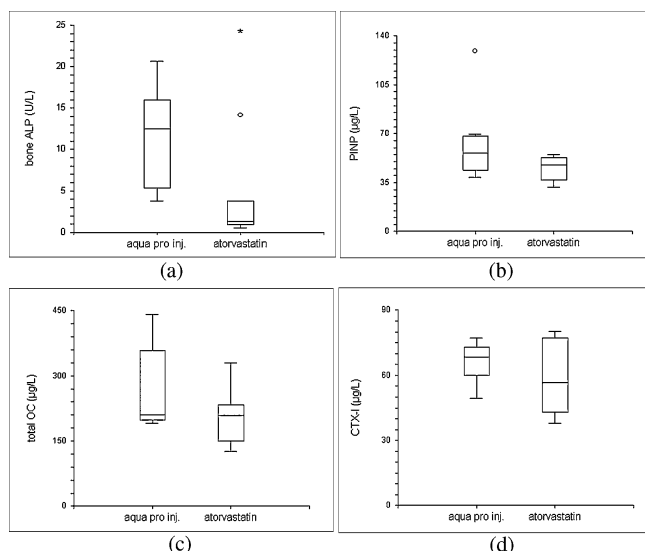 25
20
15
10
5
0
bone ALP (U/L)
*
aqua pro inj. atorvastatin
(a)
140
105
70
35
0
PINP (µg/L)
aqua pro inj. atorvastatin
(b)
450
300
150
0
total OC (µg/L)
aqua pro inj. atorvastatin
(c)
90
60
30
0
CTX-I (µg/L)
aqua pro inj. atorvastatin
(d)